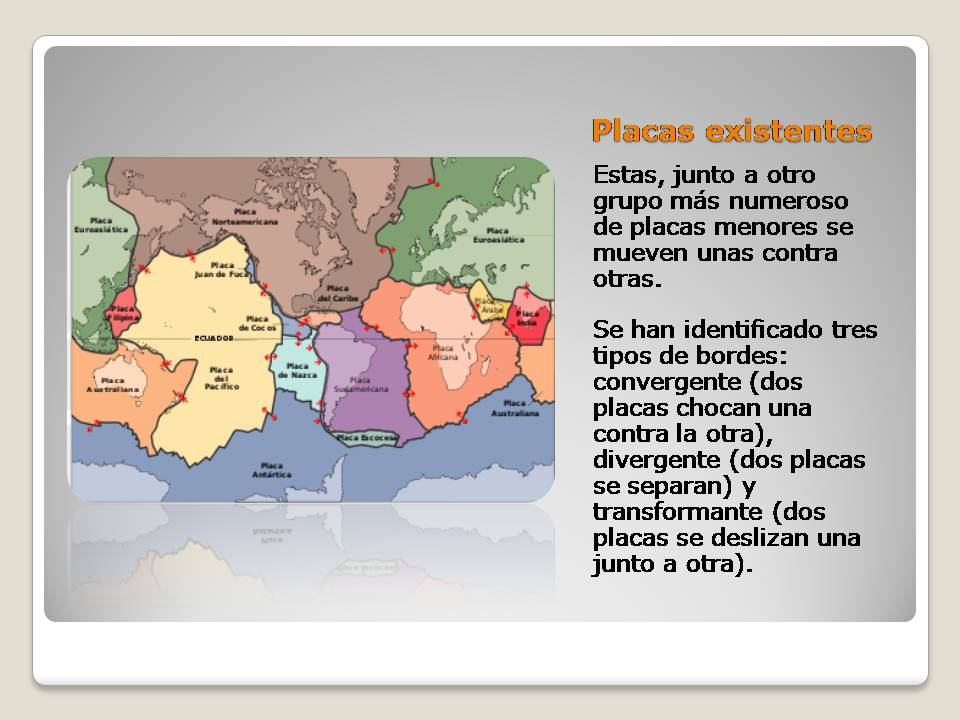 Placas existentes
Estas, junto a otro
grupo más numeroso
de placas menores se
mueven unas contra
otras.
Se han identificado tres
tipos de bordes:
convergente (dos
placas chocan una
contra la otra),
divergente (dos placas
se separan) y
transformante (dos
placas se deslizan una
junto a otra).
Placa
Euroasiática
Placa
Norteamericana
Placa
Euroasiática
Placa
Juan de Fuca
Placa
del Caribe
Placa
Filipina
Placa
de Cocos
Placa
Arabe
Placa
India
ECUADOR
Placa
Australiana
Placa
del
Pacífico
Placa
de Nazca
Placa
Sudamericana
Placa
Africana
Placa
Australiana
Placa Escocesa
Placa
Antártica